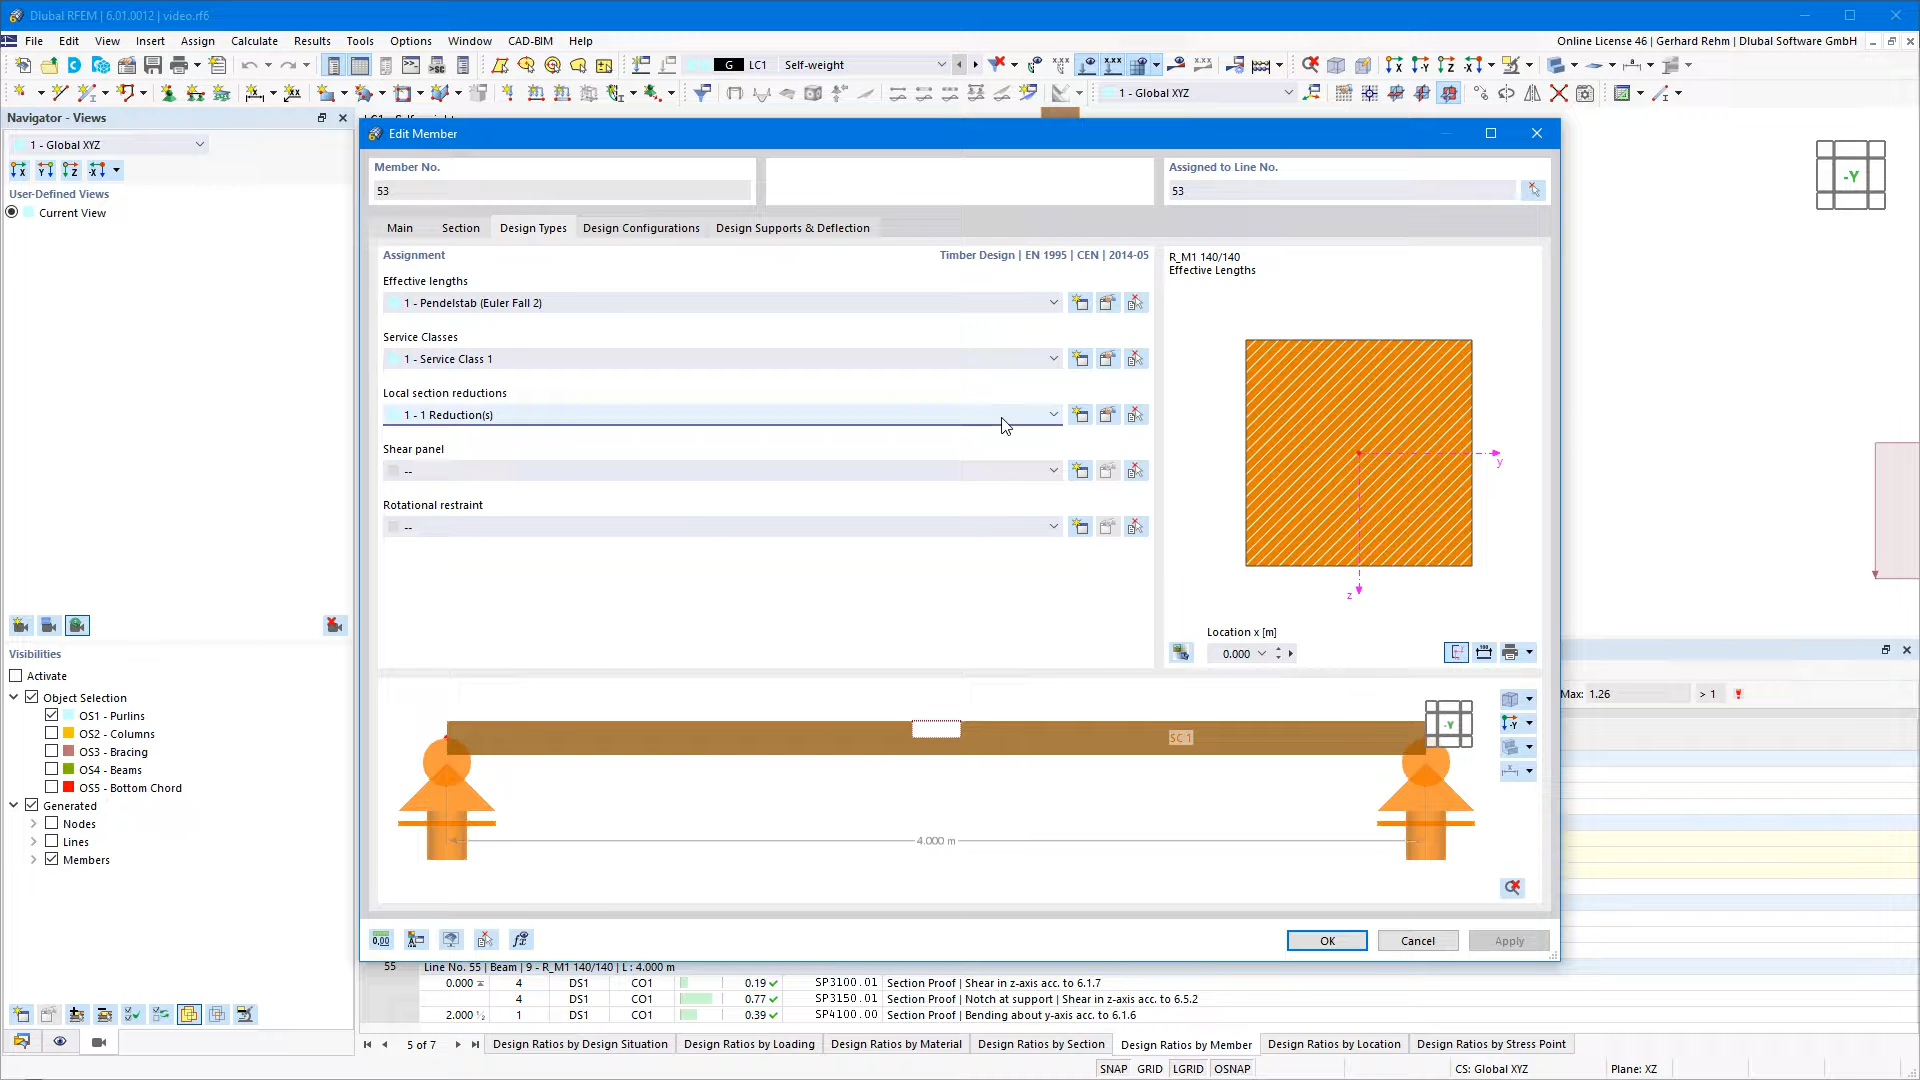 Dlubal RFEM | 6.01.0012 | video.rf6
File Edit View Insert Assign Calculate Results Tools Options Window CAD-BIM Help
Online License 46 | Gerhard Rehm | Dlubal Software GmbH
G LC1 Self-weight
1 - Global XYZ
Navigator - Views
1 - Global XYZ
User-Defined Views
Current View
Edit Member
Member No.
53
Assigned to Line No.
53
Main Section Design Types Design Configurations Design Supports & Deflection
Assignment
Timber Design | EN 1995 | CEN | 2014-05
Effective lengths
1 - Pendelstab (Euler Fall 2)
Service Classes
1 - Service Class 1
Local section reductions
1 - 1 Reduction(s)
Shear panel
--
Rotational restraint
--
R_M1 140/140
Effective Lengths
y
z
Location x [m]
0.000
-Y
SC 1
-Y
4.000 m
OK Cancel Apply
Visibilities
Activate
Object Selection
OS1 - Purlins
OS2 - Columns
OS3 - Bracing
OS4 - Beams
OS5 - Bottom Chord
Generated
Nodes
Lines
Members
Max: 1.26 > 1
55 Line No. 55 | Beam | 9 - R_M1 140/140 | L : 4.000 m
0.000 4 DS1 CO1 0.19 SP3100.01 Section Proof | Shear in z-axis acc. to 6.1.7
4 DS1 CO1 0.77 SP3150.01 Section Proof | Notch at support | Shear in z-axis acc. to 6.5.2
2.000 ½ 1 DS1 CO1 0.39 SP4100.00 Section Proof | Bending about y-axis acc. to 6.1.6
5 of 7 Design Ratios by Design Situation Design Ratios by Loading Design Ratios by Material Design Ratios by Section Design Ratios by Member Design Ratios by Location Design Ratios by Stress Point
SNAP GRID LGRID OSNAP CS: Global XYZ Plane: XZ